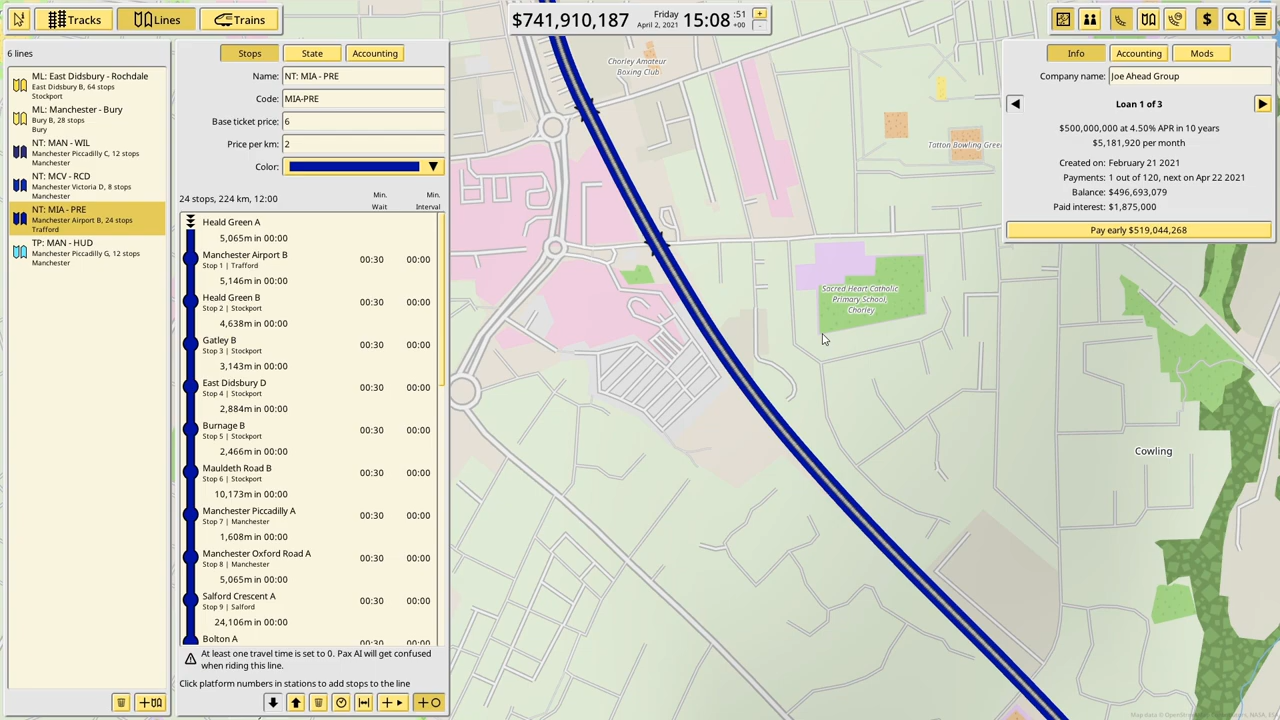 Tracks
Lines
Trains
$741,910,187
Friday
April 2, 2021
15:08
:51
+00
+
-
$
6 lines
ML: East Didsbury - Rochdale
East Didsbury B, 64 stops
Stockport
ML: Manchester - Bury
Bury B, 28 stops
Bury
NT: MAN - WIL
Manchester Piccadilly C, 12 stops
Manchester
NT: MCV - RCD
Manchester Victoria D, 8 stops
Manchester
NT: MIA - PRE
Manchester Airport B, 24 stops
Trafford
TP: MAN - HUD
Manchester Piccadilly G, 12 stops
Manchester
Stops
State
Accounting
Name:
NT: MIA - PRE
Code:
MIA-PRE
Base ticket price:
6
Price per km:
2
Color:
24 stops, 224 km, 12:00
Min.
Wait
Min.
Interval
Heald Green A
5,065m in 00:00
Manchester Airport B
Stop 1 | Trafford
00:30
00:00
5,146m in 00:00
Heald Green B
Stop 2 | Stockport
00:30
00:00
4,638m in 00:00
Gatley B
Stop 3 | Stockport
00:30
00:00
3,143m in 00:00
East Didsbury D
Stop 4 | Stockport
00:30
00:00
2,884m in 00:00
Burnage B
Stop 5 | Stockport
00:30
00:00
2,466m in 00:00
Mauldeth Road B
Stop 6 | Stockport
00:30
00:00
10,173m in 00:00
Manchester Piccadilly A
Stop 7 | Manchester
00:30
00:00
1,608m in 00:00
Manchester Oxford Road A
Stop 8 | Manchester
00:30
00:00
5,065m in 00:00
Salford Crescent A
Stop 9 | Salford
00:30
00:00
24,106m in 00:00
Bolton A
00:30
00:00
At least one travel time is set to 0. Pax AI will get confused
when riding this line.
Click platform numbers in stations to add stops to the line
Chorley Amateur
Boxing Club
Tatton Bowling Green
Sacred Heart Catholic
Primary School,
Chorley
Cowling
Info
Accounting
Mods
Company name:
Joe Ahead Group
Loan 1 of 3
$500,000,000 at 4.50% APR in 10 years
$5,181,920 per month
Created on: February 21 2021
Payments: 1 out of 120, next on Apr 22 2021
Balance: $496,693,079
Paid interest: $1,875,000
Pay early $519,044,268